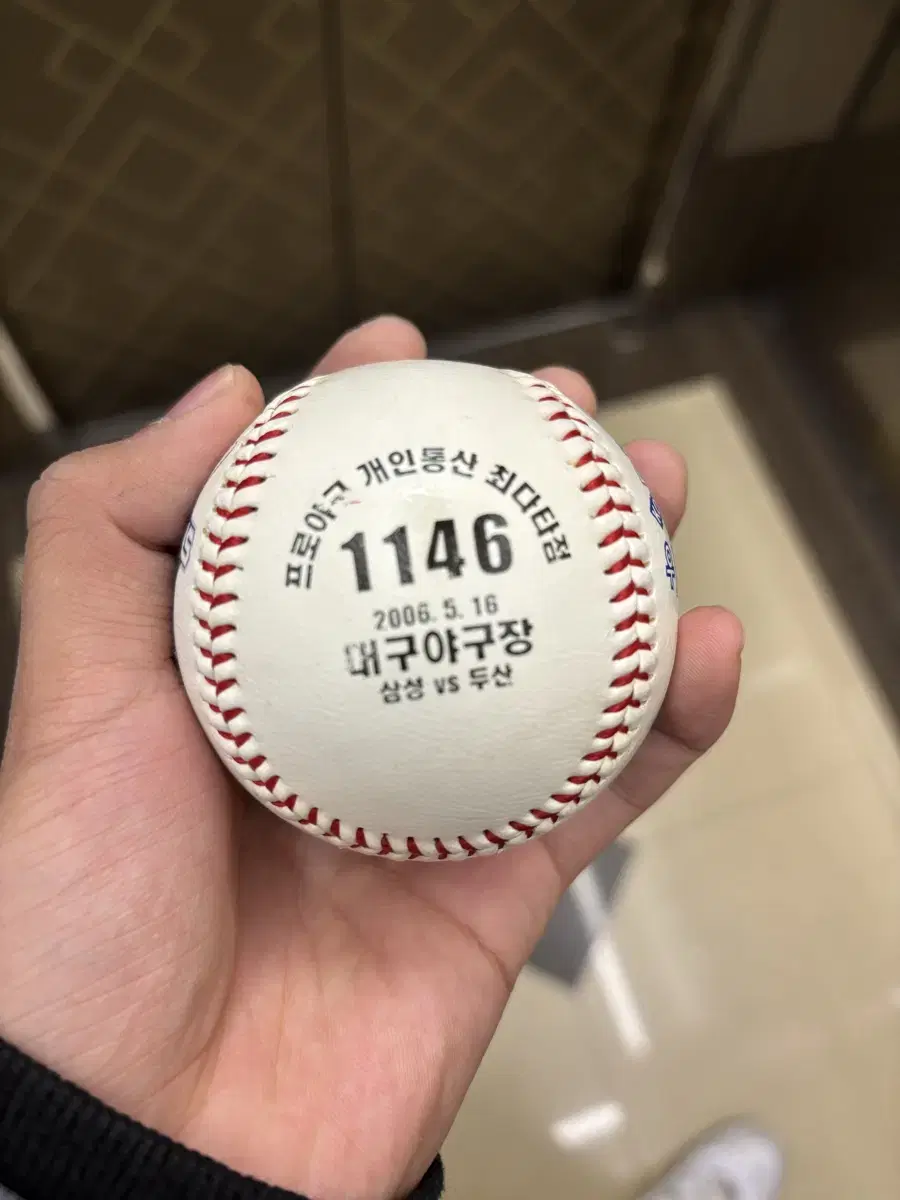 프로야구 개인통산 최다타점
1146
2006. 5. 16
대구야구장
삼성 VS 두산